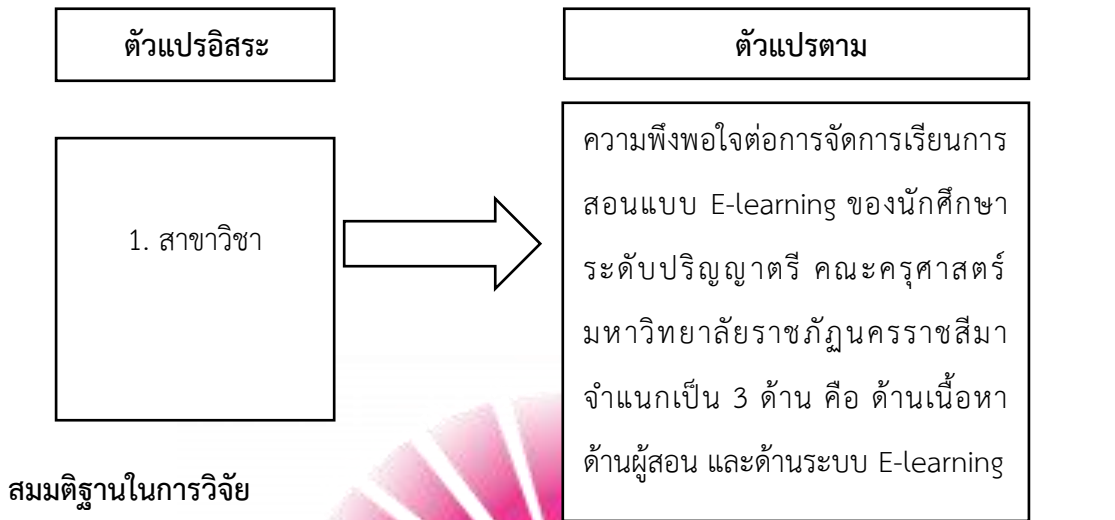 ตัวแปรอิสระ
ตัวแปรตาม
1. สาขาวิชา
ความพึงพอใจต่อการจัดการเรียนการ
สอนแบบ E-learning ของนักศึกษา
ระดับปริญญาตรี คณะครุศาสตร์
มหาวิทยาลัยราชภัฏนครราชสีมา
จำแนกเป็น 3 ด้าน คือ ด้านเนื้อหา
ด้านผู้สอน และด้านระบบ E-learning
สมมติฐานในการวิจัย